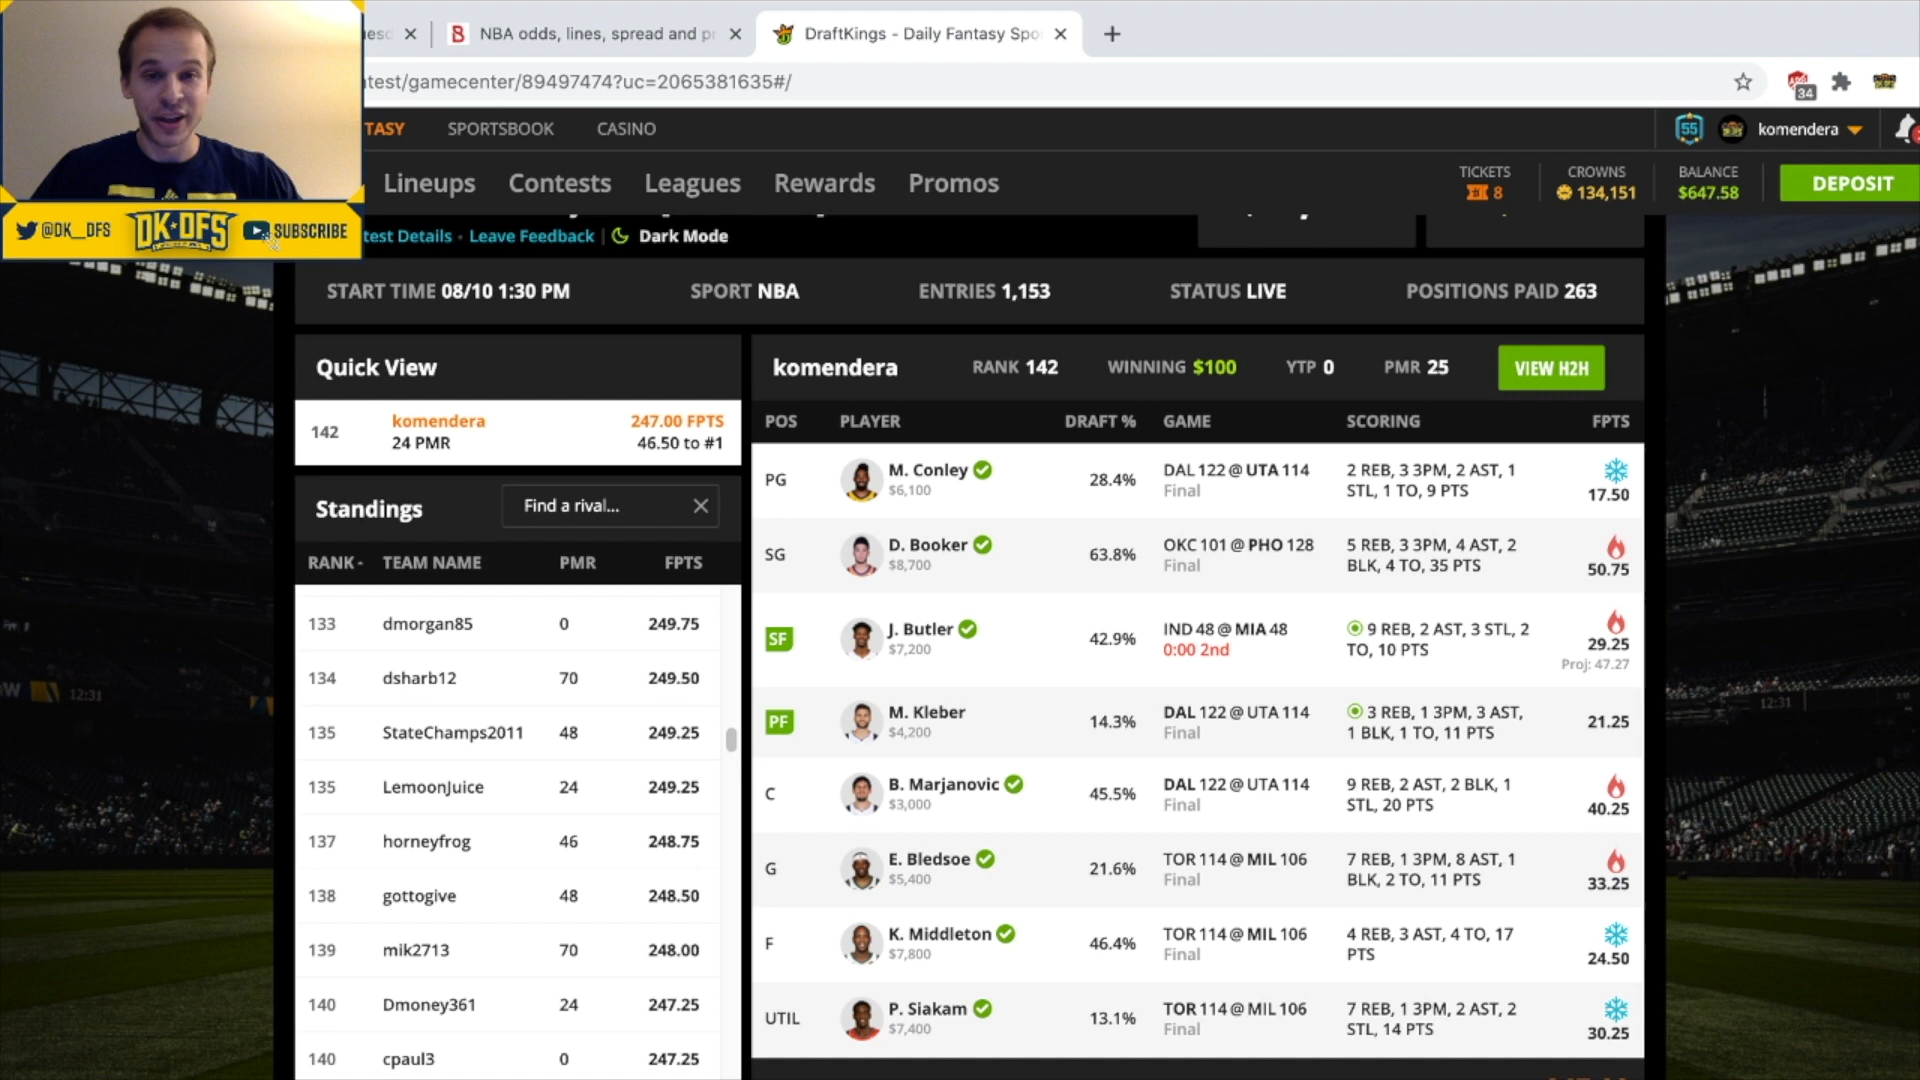 NBA odds, lines, spread and pr
DraftKings - Daily Fantasy Spo
test/gamecenter/89497474?uc=2065381635#/
34
TASY
SPORTSBOOK
CASINO
55
komendera
Lineups
Contests
Leagues
Rewards
Promos
TICKETS
8
CROWNS
134,151
BALANCE
$647.58
DEPOSIT
@DK__DFS
DK★DFS
SUBSCRIBE
test Details - Leave Feedback | Dark Mode
START TIME 08/10 1:30 PM
SPORT NBA
ENTRIES 1,153
STATUS LIVE
POSITIONS PAID 263
Quick View
142
komendera
247.00 FPTS
24 PMR
46.50 to #1
Standings
Find a rival...
RANK TEAM NAME PMR FPTS
133 dmorgan85 0 249.75
134 dsharb12 70 249.50
135 StateChamps2011 48 249.25
135 LemoonJuice 24 249.25
137 horneyfrog 46 248.75
138 gottogive 48 248.50
139 mik2713 70 248.00
140 Dmoney361 24 247.25
140 cpaul3 0 247.25
komendera RANK 142 WINNING $100 YTP 0 PMR 25 VIEW H2H
POS PLAYER DRAFT % GAME SCORING FPTS
PG M. Conley 28.4% DAL 122 @ UTA 114 2 REB, 3 3PM, 2 AST, 1
$6,100 Final STL, 1 TO, 9 PTS 17.50
SG D. Booker 63.8% OKC 101 @ PHO 128 5 REB, 3 3PM, 4 AST, 2
$8,700 Final BLK, 4 TO, 35 PTS 50.75
SF J. Butler 42.9% IND 48 @ MIA 48 9 REB, 2 AST, 3 STL, 2
$7,200 0:00 2nd TO, 10 PTS 29.25
Proj: 47.27
PF M. Kleber 14.3% DAL 122 @ UTA 114 3 REB, 1 3PM, 3 AST,
$4,200 Final 1 BLK, 1 TO, 11 PTS 21.25
C B. Marjanovic 45.5% DAL 122 @ UTA 114 9 REB, 2 AST, 2 BLK, 1
$3,000 Final STL, 20 PTS 40.25
G E. Bledsoe 21.6% TOR 114 @ MIL 106 7 REB, 1 3PM, 8 AST, 1
$5,400 Final BLK, 2 TO, 11 PTS 33.25
F K. Middleton 46.4% TOR 114 @ MIL 106 4 REB, 3 AST, 4 TO, 17
$7,800 Final PTS 24.50
UTIL P. Siakam 13.1% TOR 114 @ MIL 106 7 REB, 1 3PM, 2 AST, 2
$7,400 Final STL, 14 PTS 30.25
12:31
12:31